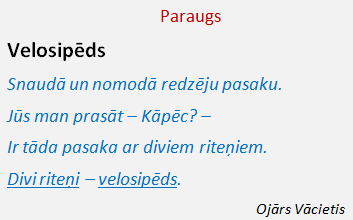 Paraugs
Velosipēds
Snaudā un nomodā redzēju pasaku.
Jūs man prasāt – Kāpēc? –
Ir tāda pasaka ar diviem riteņiem.
Divi riteņi – velosipēds.
Ojārs Vācietis